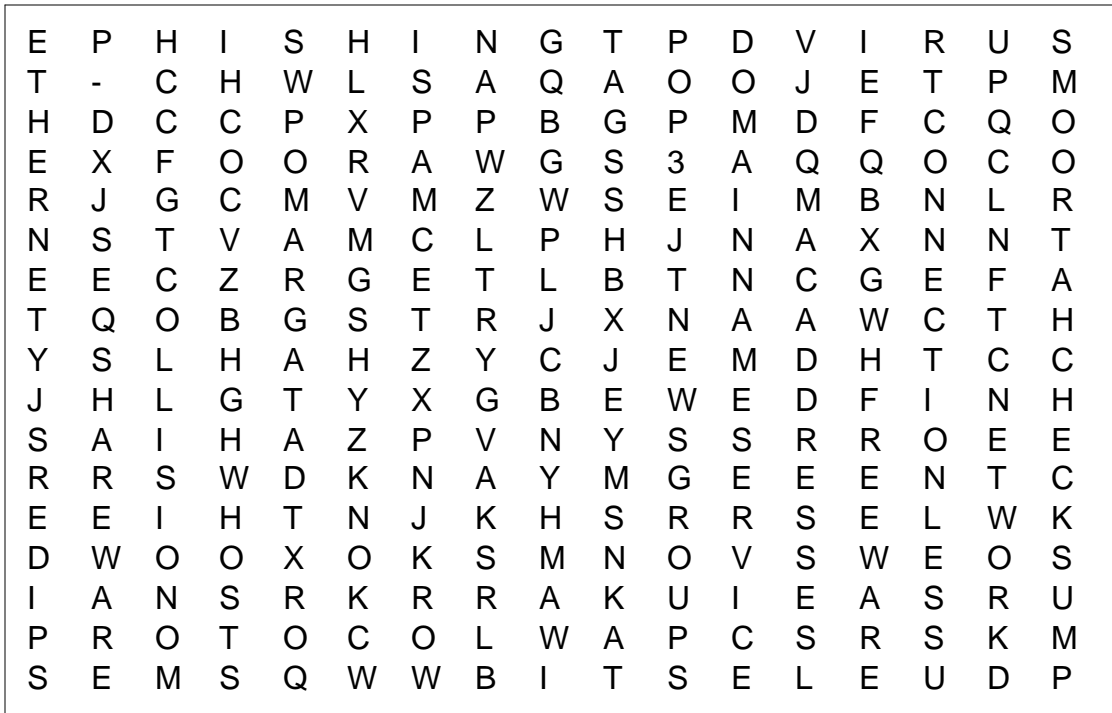 E P H I S H I N G T P D V I R U S
T - C H W L S A Q A O O J E T P M
H D C C P X P P B G P M D F C Q O
E X F O O R A W G S 3 A Q Q O C O
R J G C M V M Z W S E I M B N L R
N S T V A M C L P H J N A X N N T
E E C Z R G E T L B T N C G E F A
T Q O B G S T R J X N A A W C T H
Y S L H A H Z Y C J E M D H T C C
J H L G T Y X G B E W E D F I N H
S A I H A Z P V N Y S S R R O E E
R R S W D K N A Y M G E E E N T C
E E I H T N J K H S R R S E L W K
D W O O X O K S M N O V S W E O S
I A N S R K R R A K U I E A S R U
P R O T O C O L W A P C S R S K M
S E M S Q W W B I T S E L E U D P